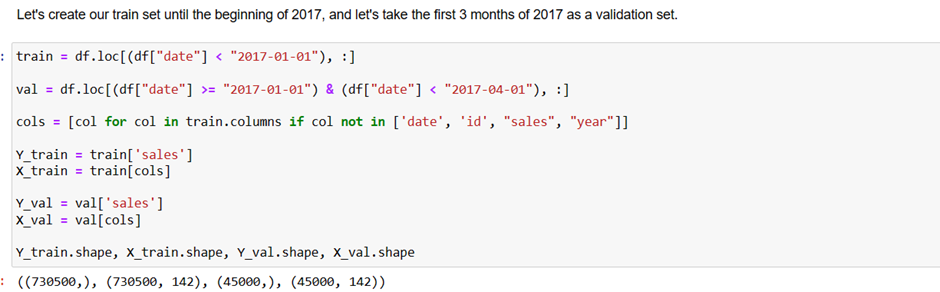 Let's create our train set until the beginning of 2017, and let's take the first 3 months of 2017 as a validation set.
: train = df.loc[(df["date"] < "2017-01-01"), :]
val = df.loc[(df["date"] >= "2017-01-01") & (df["date"] < "2017-04-01"), :]
cols = [col for col in train.columns if col not in ['date', 'id', "sales", "year"]]
Y_train = train['sales']
X_train = train[cols]
Y_val = val['sales']
X_val = val[cols]
Y_train.shape, X_train.shape, Y_val.shape, X_val.shape
: ((730500,), (730500, 142), (45000,), (45000, 142))